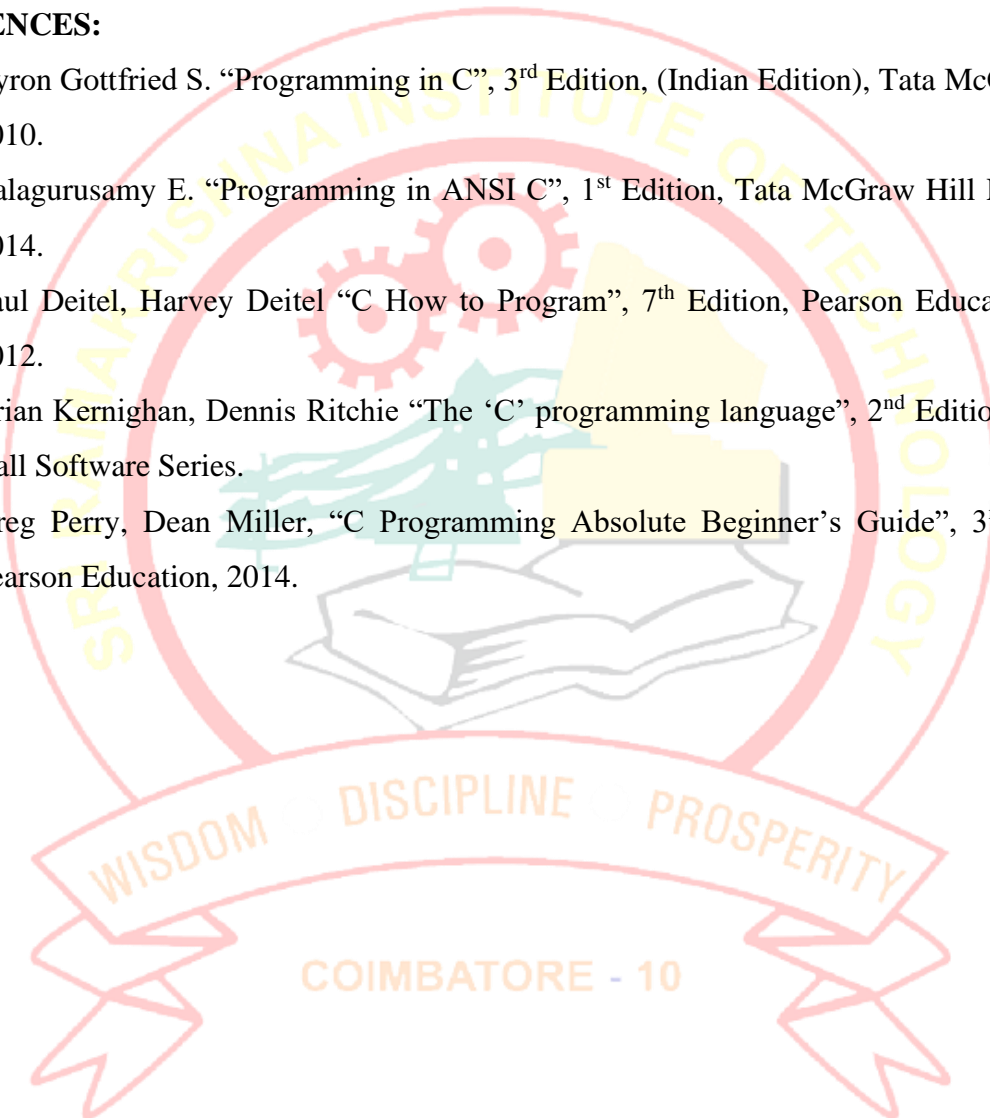 ENCES:
yron Gottfried S. “Programming in C”, 3rd Edition, (Indian Edition), Tata McG
010.
alagurusamy E. “Programming in ANSI C”, 1st Edition, Tata McGraw Hill
014.
aul Deitel, Harvey Deitel “C How to Program”, 7th Edition, Pearson Educa
012.
rian Kernighan, Dennis Ritchie “The ‘C’ programming language”, 2nd Edition
all Software Series.
reg Perry, Dean Miller, “C Programming Absolute Beginner’s Guide”, 3
earson Education, 2014.
SRI RAMAKRISHNA INSTITUTE OF TECHNOLOGY
WISDOM DISCIPLINE PROSPERITY
COIMBATORE - 10